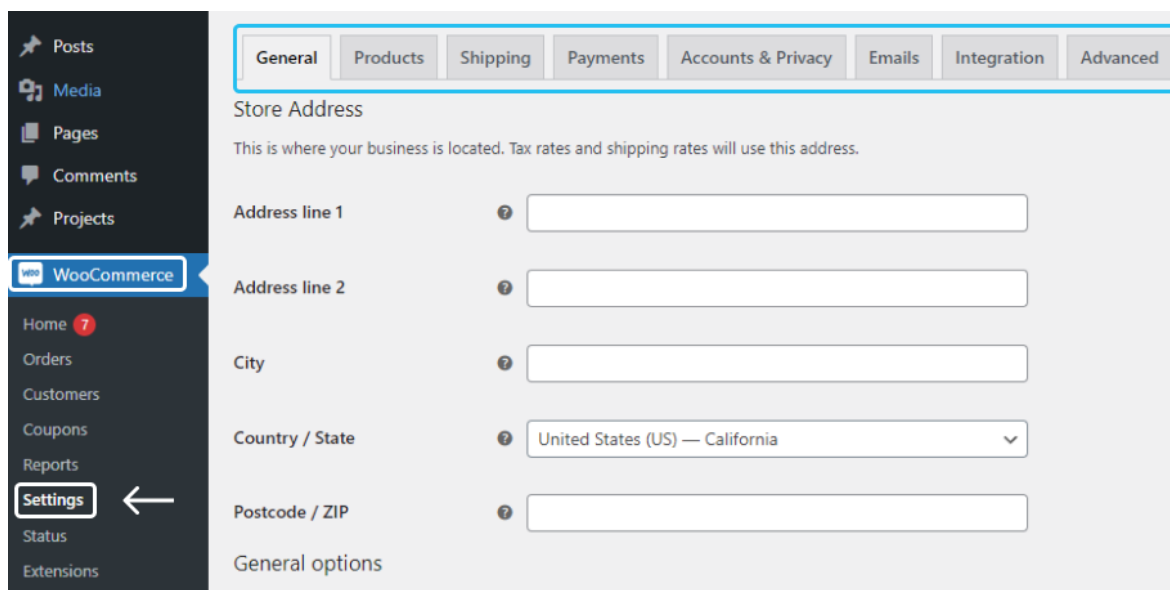 Posts
Media
Pages
Comments
Projects
woo WooCommerce
Home 7
Orders
Customers
Coupons
Reports
Settings
Status
Extensions
General Products Shipping Payments Accounts & Privacy Emails Integration Advanced
Store Address
This is where your business is located. Tax rates and shipping rates will use this address.
Address line 1 ?
Address line 2 ?
City ?
Country / State ? United States (US) — California
Postcode / ZIP ?
General options